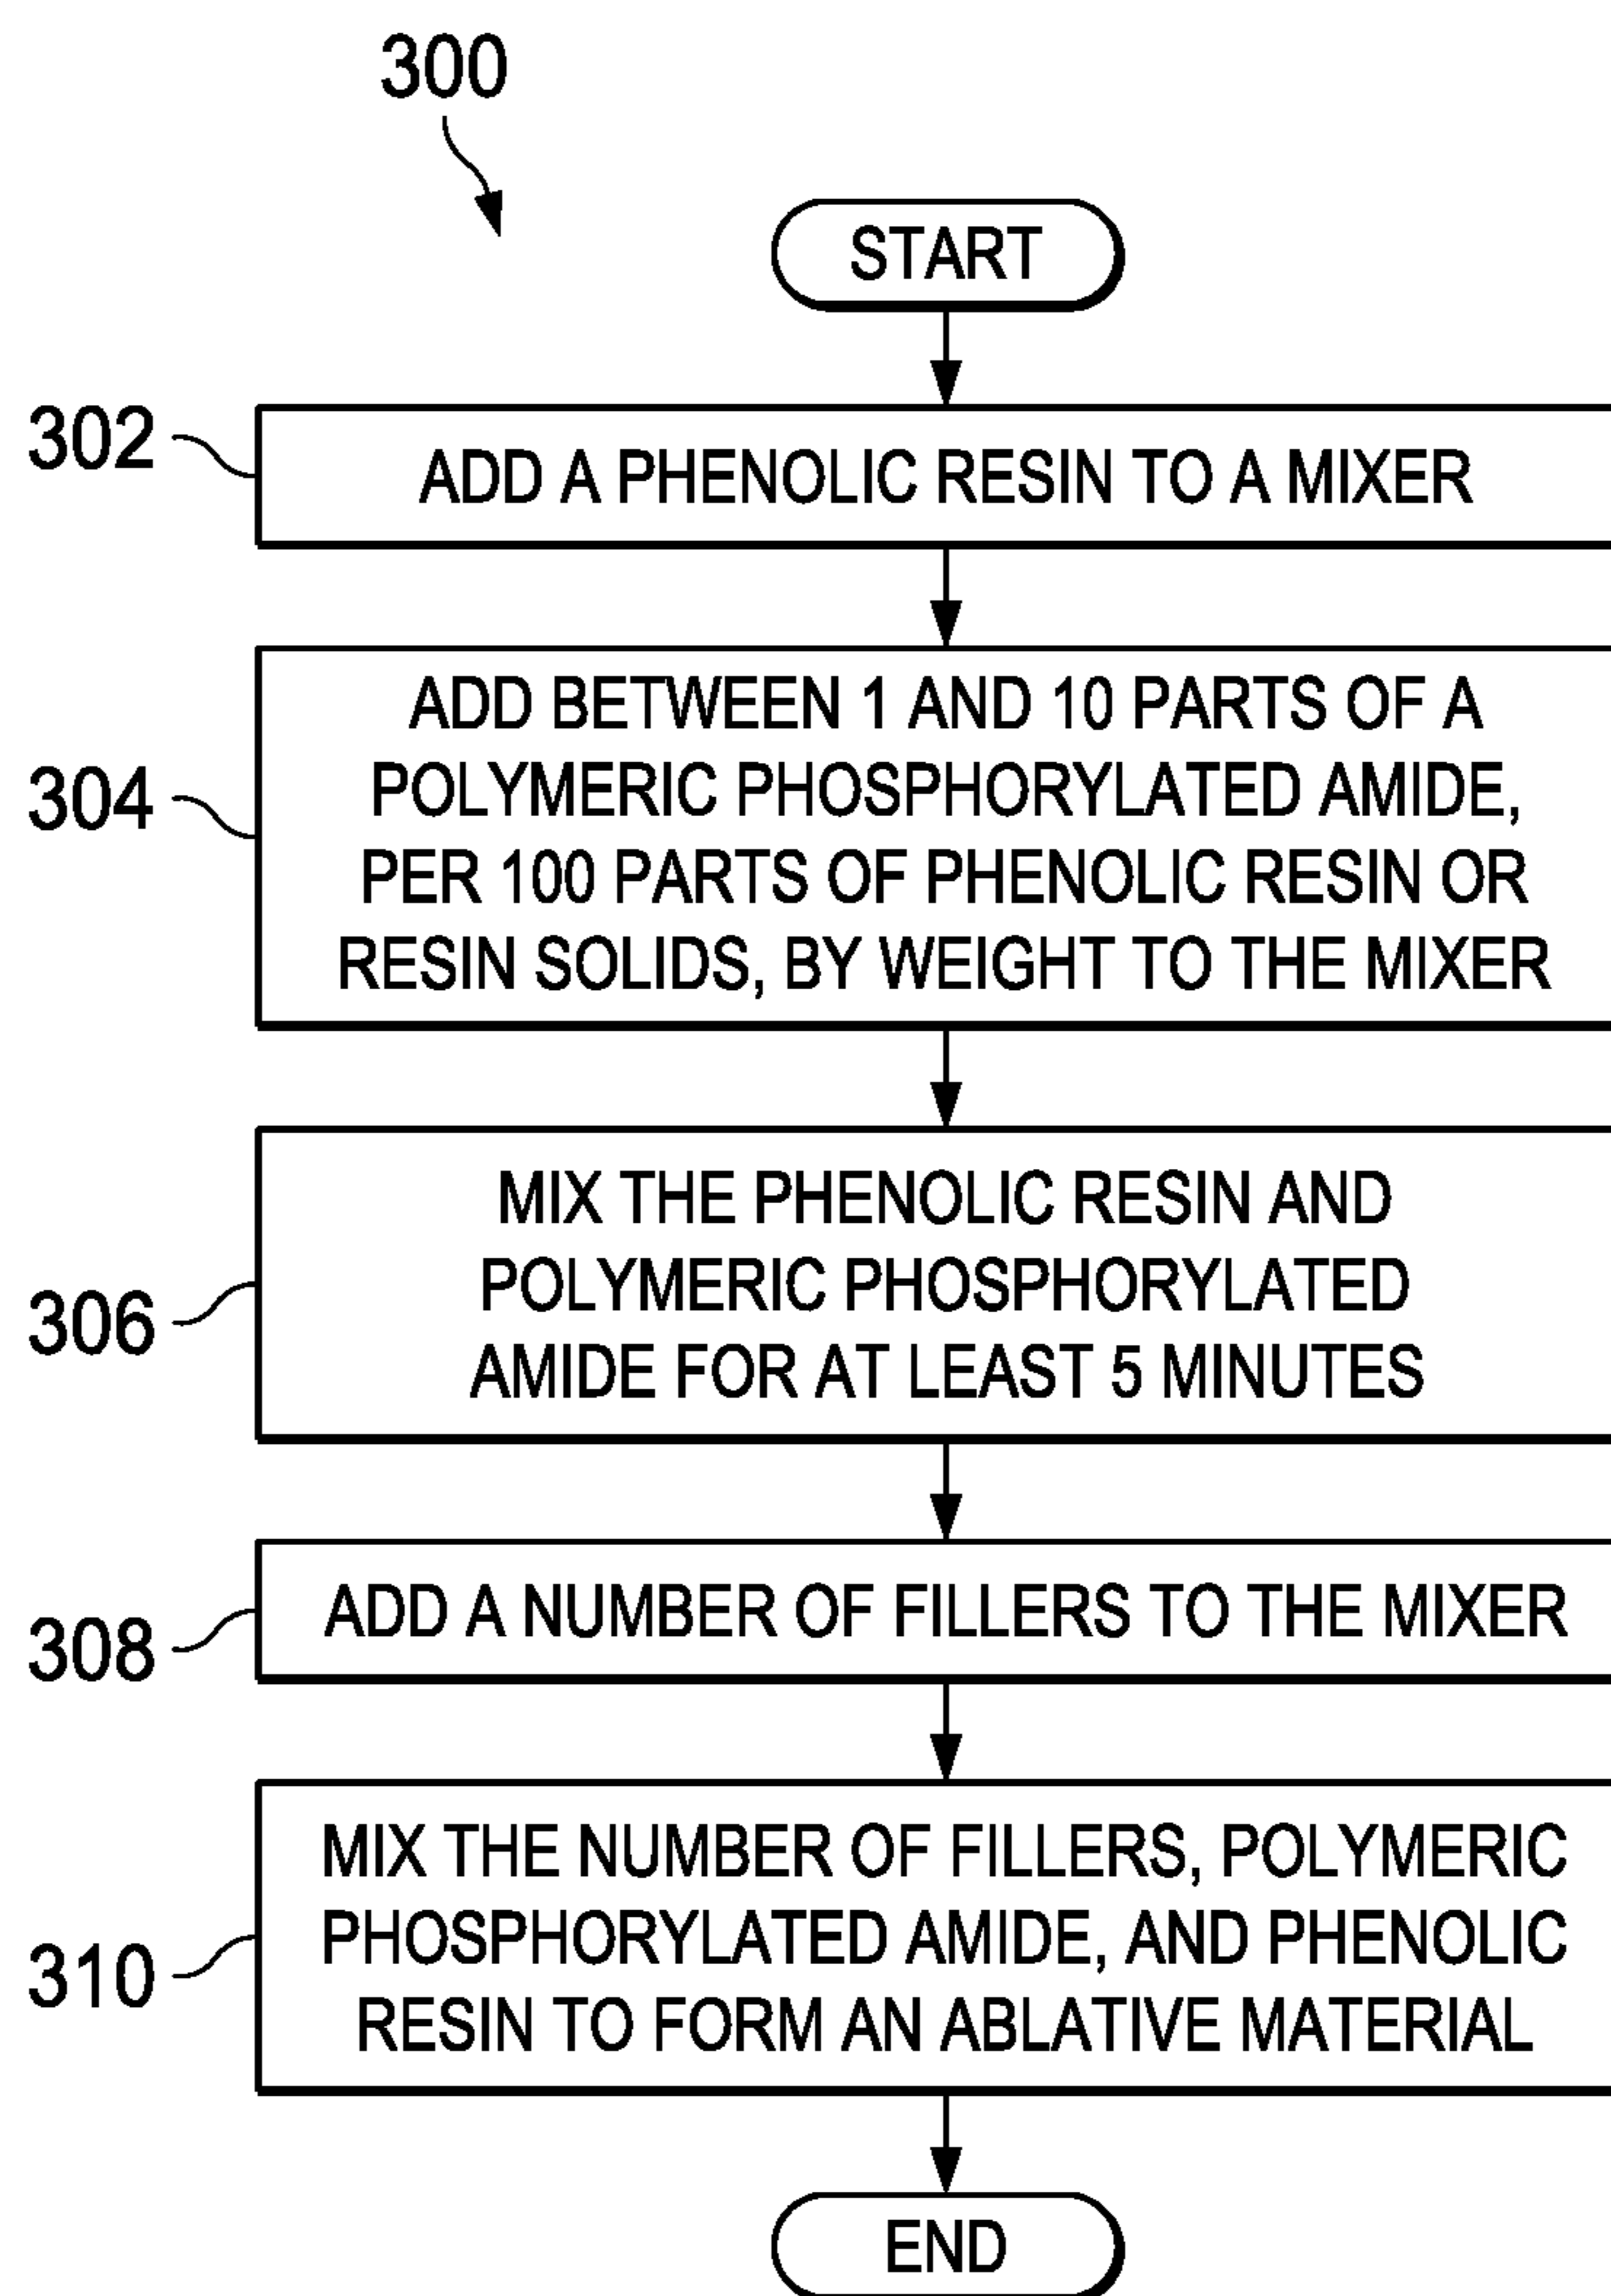 300
START
302
ADD A PHENOLIC RESIN TO A MIXER
304
ADD BETWEEN 1 AND 10 PARTS OF A
POLYMERIC PHOSPHORYLATED AMIDE,
PER 100 PARTS OF PHENOLIC RESIN OR
RESIN SOLIDS, BY WEIGHT TO THE MIXER
306
MIX THE PHENOLIC RESIN AND
POLYMERIC PHOSPHORYLATED
AMIDE FOR AT LEAST 5 MINUTES
308
ADD A NUMBER OF FILLERS TO THE MIXER
310
MIX THE NUMBER OF FILLERS, POLYMERIC
PHOSPHORYLATED AMIDE, AND PHENOLIC
RESIN TO FORM AN ABLATIVE MATERIAL
END